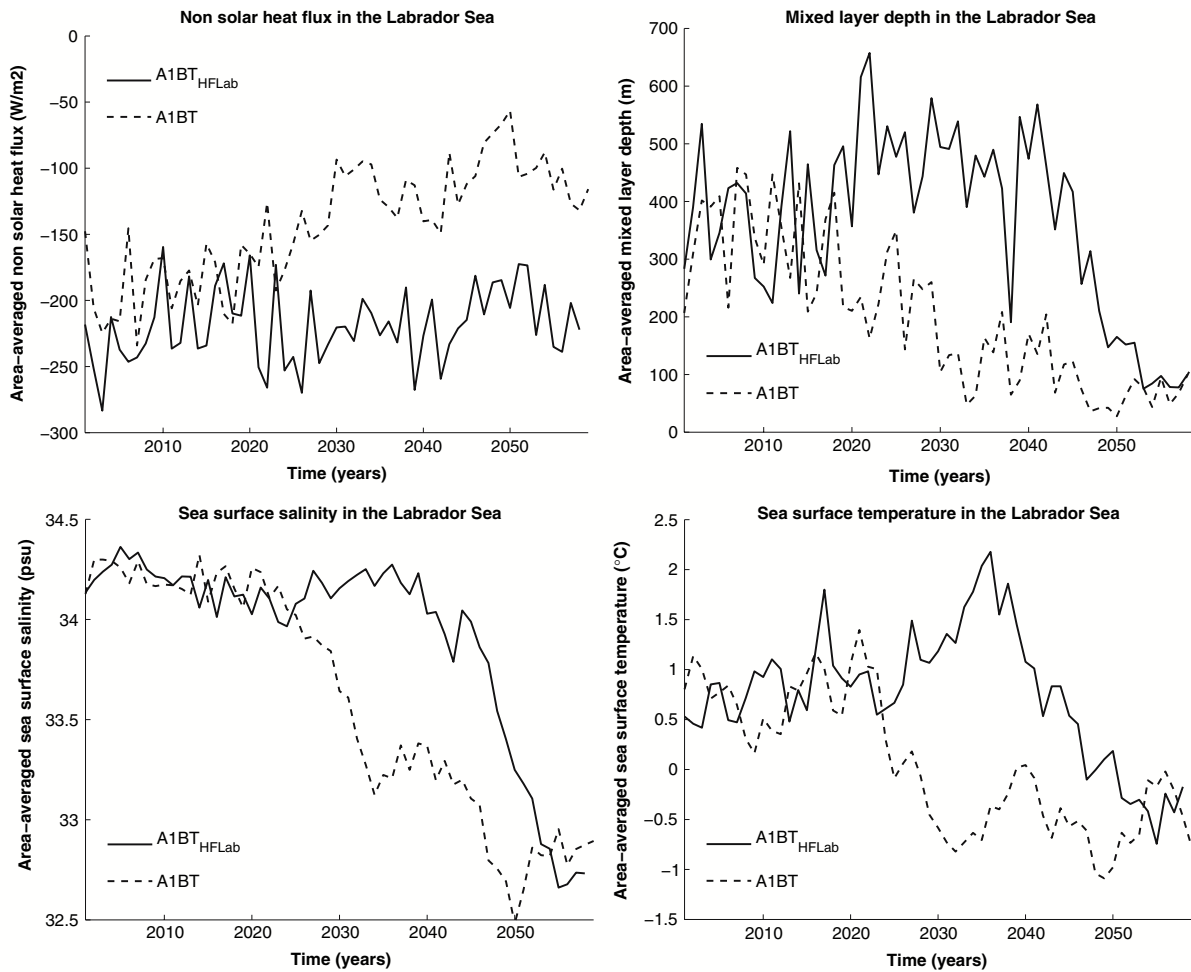 Non solar heat flux in the Labrador Sea
Area−averaged non solar heat flux (W/m2)
0
−50
−100
−150
−200
−250
−300
A1BT_HFLab
A1BT
2010 2020 2030 2040 2050
Time (years)
Mixed layer depth in the Labrador Sea
Area−averaged mixed layer depth (m)
700
600
500
400
300
200
100
0
A1BT_HFLab
A1BT
2010 2020 2030 2040 2050
Time (years)
Sea surface salinity in the Labrador Sea
Area−averaged sea surface salinity (psu)
34.5
34
33.5
33
32.5
A1BT_HFLab
A1BT
2010 2020 2030 2040 2050
Time (years)
Sea surface temperature in the Labrador Sea
Area−averaged sea surface temperature (°C)
2.5
2
1.5
1
0.5
0
−0.5
−1
−1.5
A1BT_HFLab
A1BT
2010 2020 2030 2040 2050
Time (years)